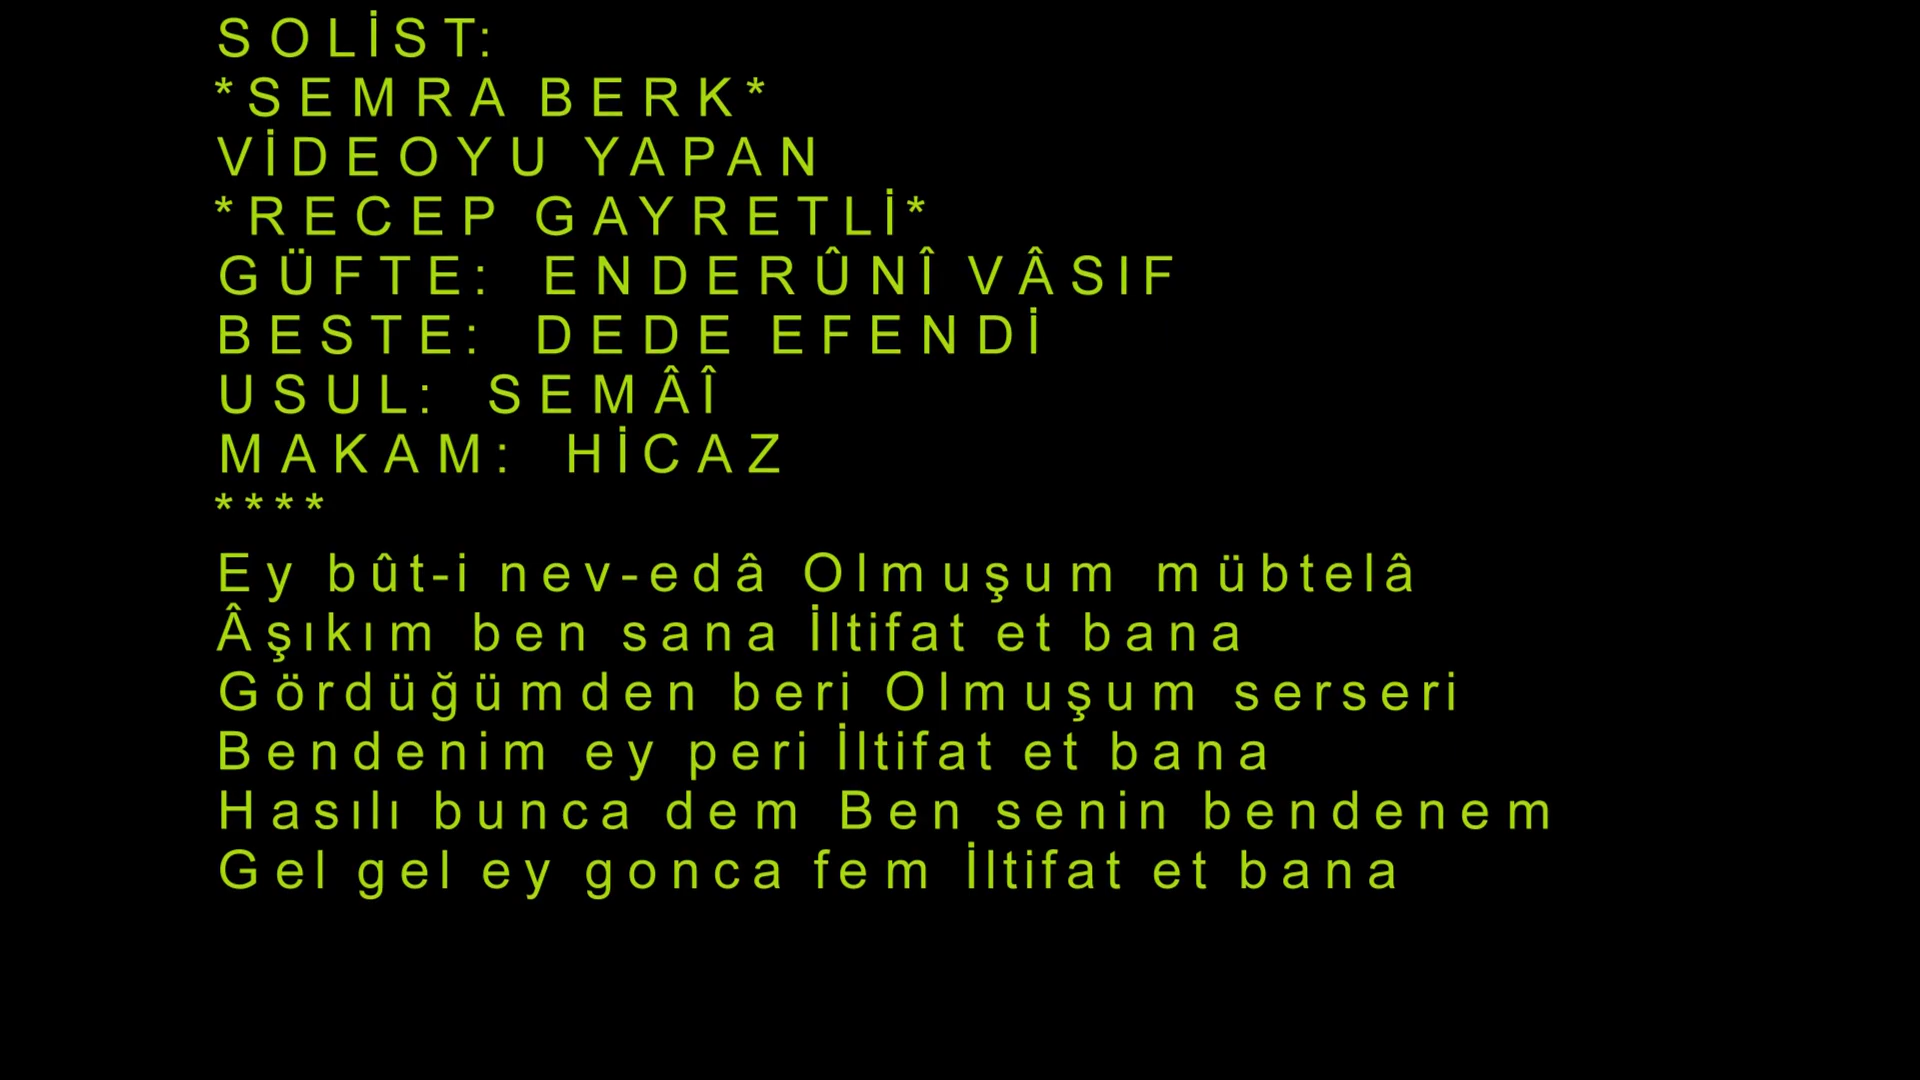 SOLİST:
*SEMRA BERK*
VİDEOYU YAPAN
*RECEP GAYRETLİ*
GÜFTE: ENDERÛNÎ VÂSIF
BESTE: DEDE EFENDİ
USUL: SEMÂÎ
MAKAM: HİCAZ
****
Ey bût-i nev-edâ Olmuşum mübtelâ
Âşıkım ben sana İltifat et bana
Gördüğümden beri Olmuşum serseri
Bendenim ey peri İltifat et bana
Hasılı bunca dem Ben senin bendenem
Gel gel ey gonca fem İltifat et bana